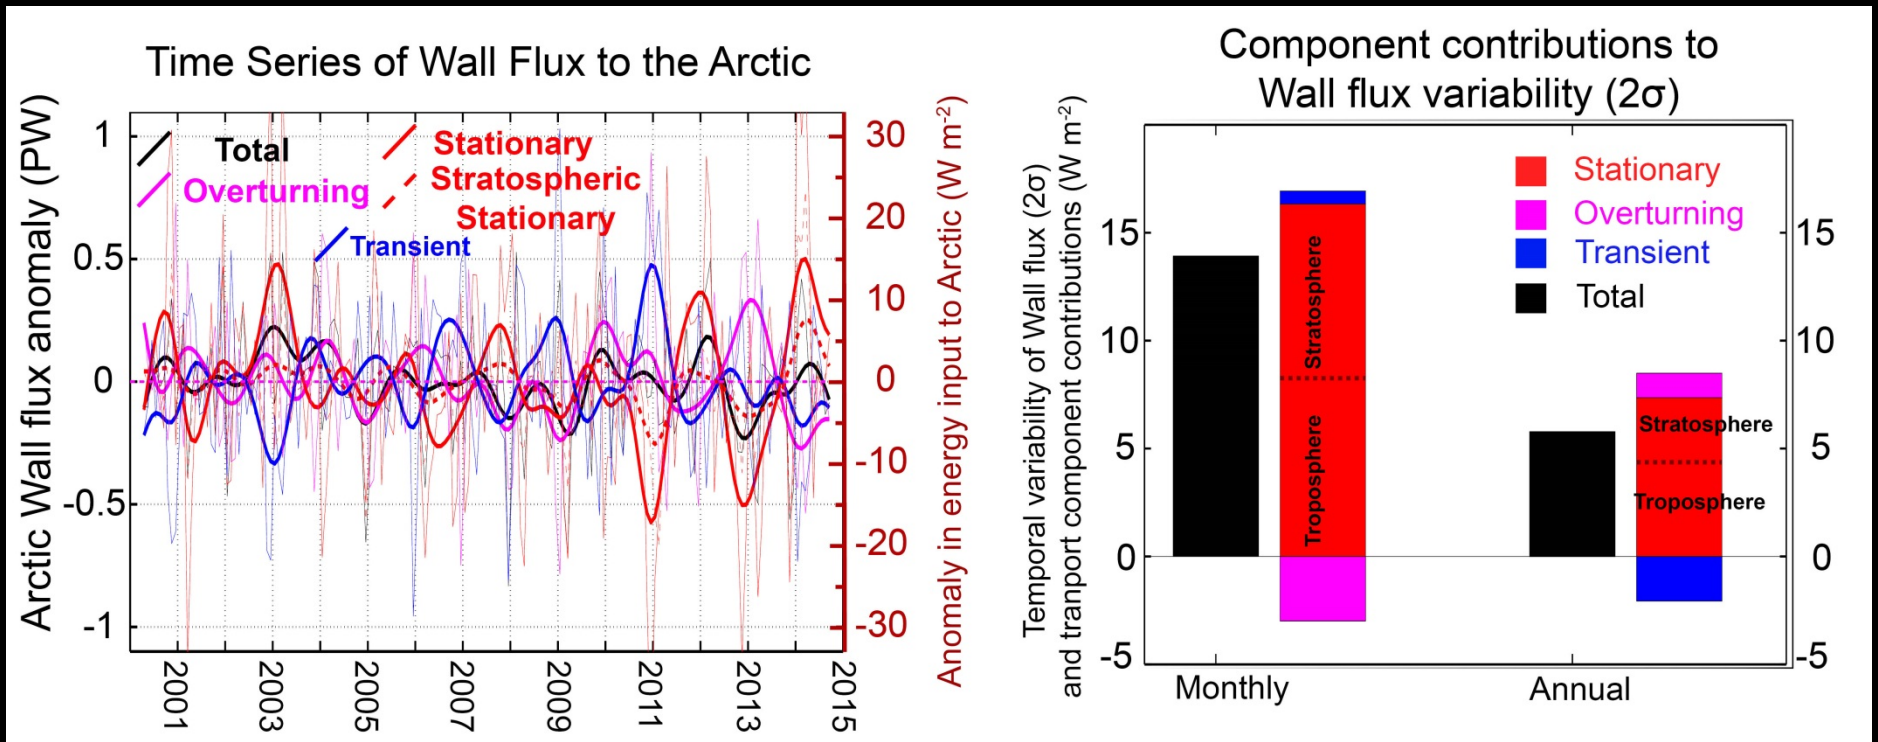 Time Series of Wall Flux to the Arctic
Arctic Wall flux anomaly (PW)
1
0.5
0
-0.5
-1
Total
Overturning
Stationary
Stratospheric
Stationary
Transient
30
20
10
0
-10
-20
-30
Anomaly in energy input to Arctic (W m-2)
2001
2003
2005
2007
2009
2011
2013
2015
Component contributions to
Wall flux variability (2σ)
Temporal variability of Wall flux (2σ)
and tranport component contributions (W m-2)
15
10
5
0
-5
Stationary
Overturning
Transient
Total
Stratosphere
Troposphere
Stratosphere
Troposphere
15
10
5
0
-5
Monthly
Annual